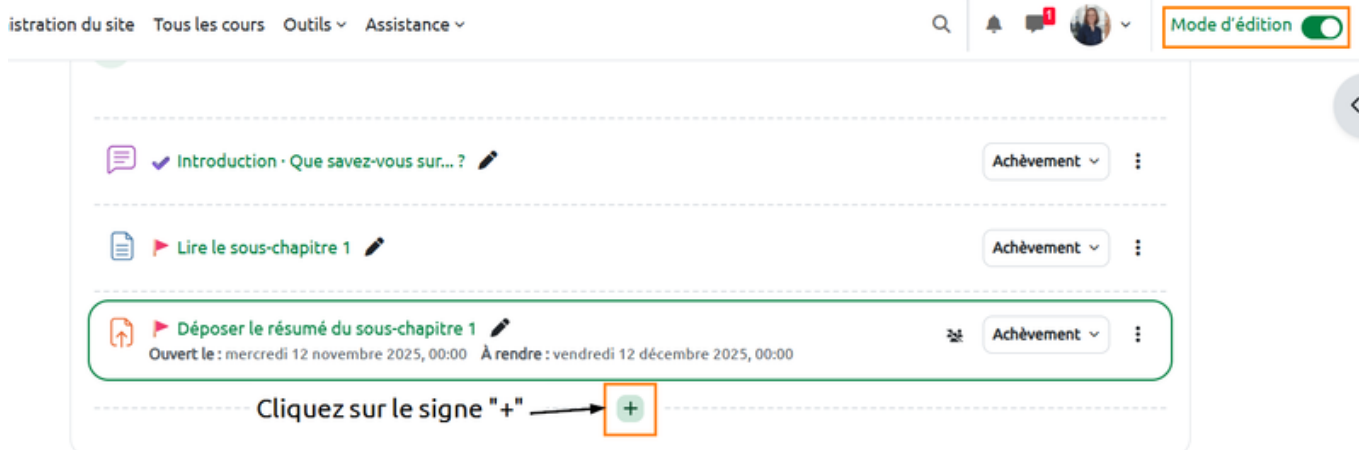 istration du site Tous les cours Outils Assistance 1 Mode d'édition
Introduction · Que savez-vous sur... ? Achèvement
Lire le sous-chapitre 1 Achèvement
Déposer le résumé du sous-chapitre 1 Achèvement
Ouvert le : mercredi 12 novembre 2025, 00:00 À rendre : vendredi 12 décembre 2025, 00:00
Cliquez sur le signe "+" +